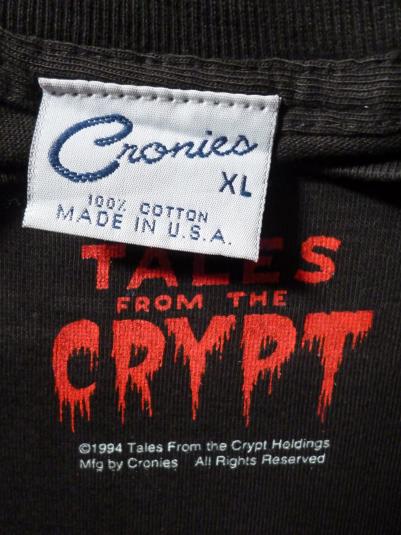 Cronies
XL
100% COTTON
MADE IN U.S.A.
TALES
FROM THE
CRYPT
©1994 Tales From the Crypt Holdings
Mfg by Cronies All Rights Reserved